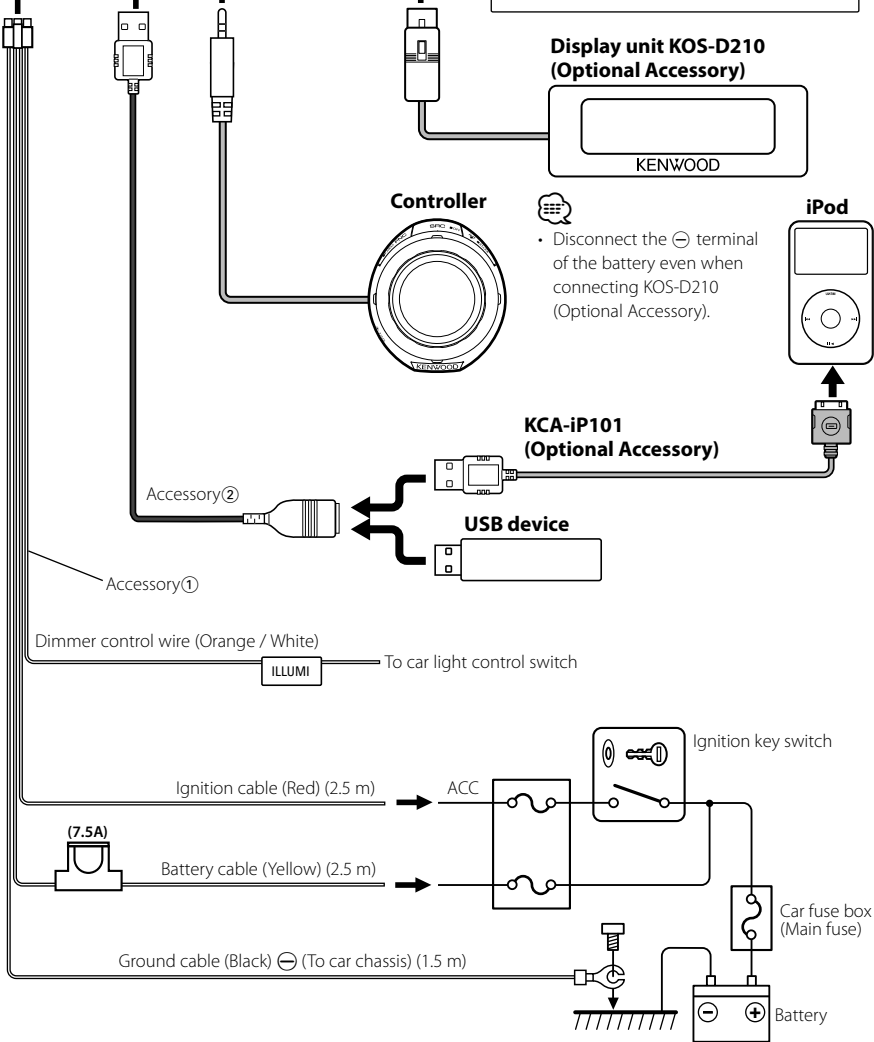 Display unit KOS-D210
(Optional Accessory)
KENWOOD
Controller
SRC
KENWOOD
• Disconnect the ⊖ terminal
of the battery even when
connecting KOS-D210
(Optional Accessory).
iPod
MENU
KCA-iP101
(Optional Accessory)
Accessory②
USB device
Accessory①
Dimmer control wire (Orange / White)
ILLUMI
To car light control switch
Ignition key switch
Ignition cable (Red) (2.5 m)
ACC
(7.5A)
Battery cable (Yellow) (2.5 m)
Car fuse box
(Main fuse)
Ground cable (Black) ⊖ (To car chassis) (1.5 m)
⊖ ⊕ Battery